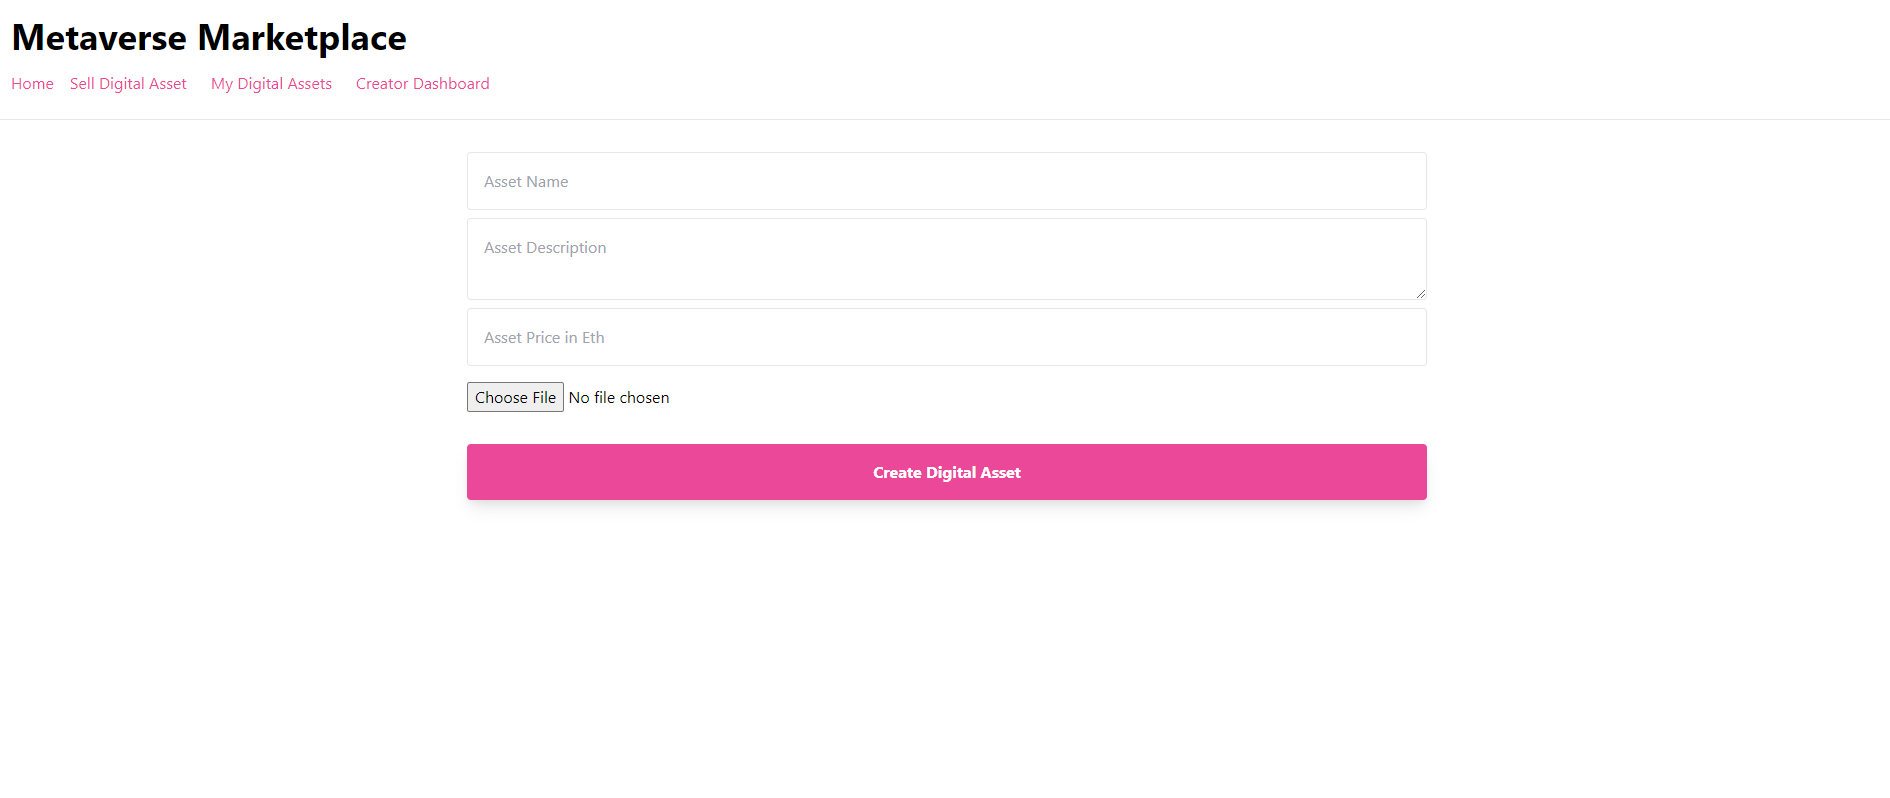 Metaverse Marketplace
Home Sell Digital Asset My Digital Assets Creator Dashboard
Asset Name
Asset Description
Asset Price in Eth
Choose File No file chosen
Create Digital Asset